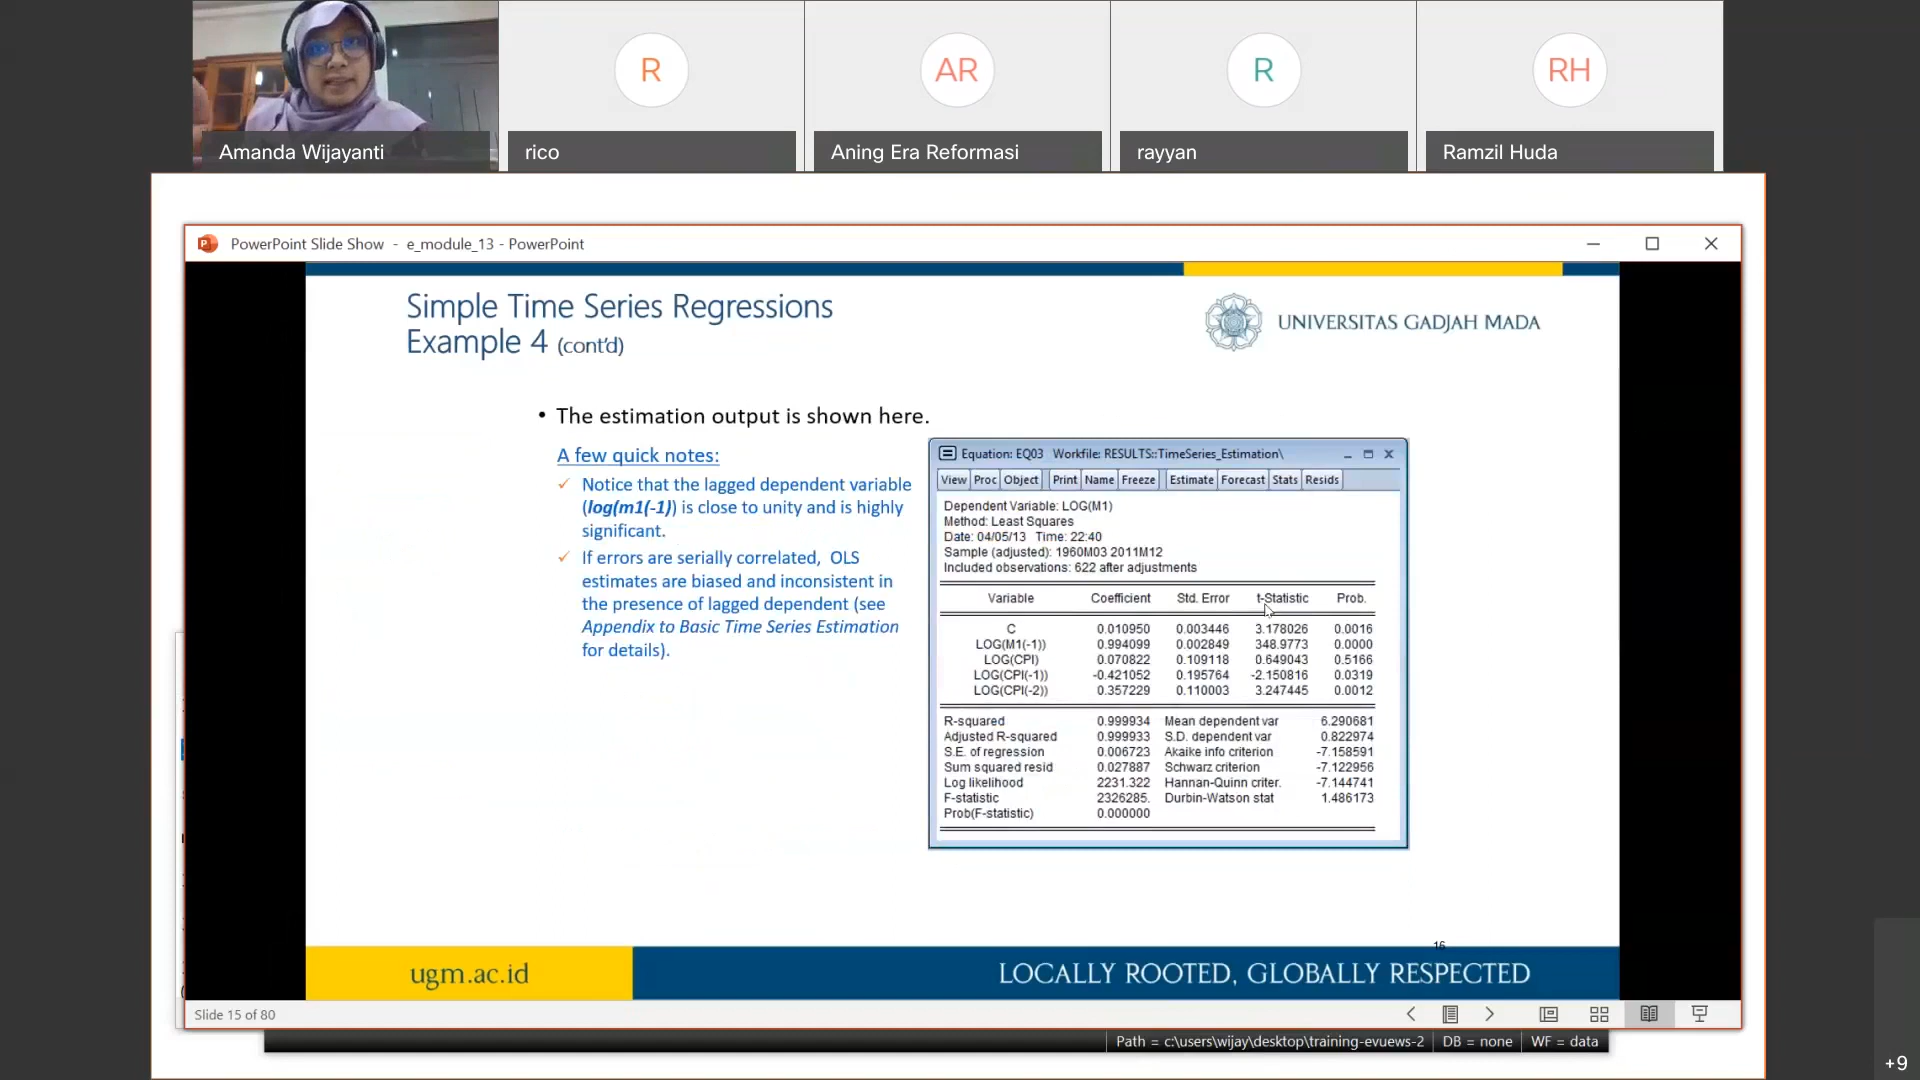 R
AR
R
RH
Amanda Wijayanti
rico
Aning Era Reformasi
rayyan
Ramzil Huda
PowerPoint Slide Show - e_module_13 - PowerPoint
Simple Time Series Regressions
Example 4 (cont'd)
UNIVERSITAS GADJAH MADA
• The estimation output is shown here.
A few quick notes:
✓ Notice that the lagged dependent variable
(log(m1(-1)) is close to unity and is highly
significant.
✓ If errors are serially correlated, OLS
estimates are biased and inconsistent in
the presence of lagged dependent (see
Appendix to Basic Time Series Estimation
for details).
Equation: EQ03 Workfile: RESULTS::TimeSeries_Estimation\
View Proc Object Print Name Freeze Estimate Forecast Stats Resids
Dependent Variable: LOG(M1)
Method: Least Squares
Date: 04/05/13 Time: 22:40
Sample (adjusted): 1960M03 2011M12
Included observations: 622 after adjustments
Variable Coefficient Std. Error t-Statistic Prob.
C 0.010950 0.003446 3.178026 0.0016
LOG(M1(-1)) 0.994099 0.002849 348.9773 0.0000
LOG(CPI) 0.070822 0.109118 0.649043 0.5166
LOG(CPI(-1)) -0.421052 0.195764 -2.150816 0.0319
LOG(CPI(-2)) 0.357229 0.110003 3.247445 0.0012
R-squared 0.999934 Mean dependent var 6.290681
Adjusted R-squared 0.999933 S.D. dependent var 0.822974
S.E. of regression 0.006723 Akaike info criterion -7.158591
Sum squared resid 0.027887 Schwarz criterion -7.122956
Log likelihood 2231.322 Hannan-Quinn criter. -7.144741
F-statistic 2326285. Durbin-Watson stat 1.486173
Prob(F-statistic) 0.000000
16
ugm.ac.id
LOCALLY ROOTED, GLOBALLY RESPECTED
Slide 15 of 80
Path = c:\users\wijay\desktop\training-evuews-2 DB = none WF = data
+9